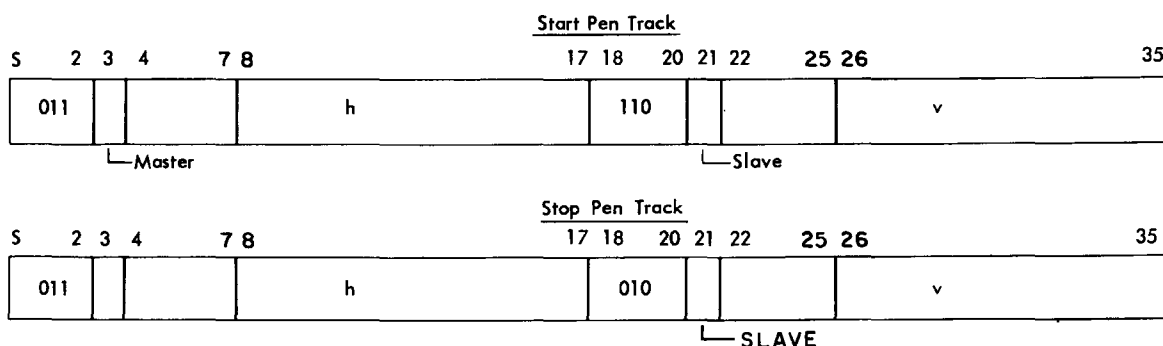 Start Pen Track
S 2 3 4 7 8 17 18 20 21 22 25 26 35
011 h 110 v
Master Slave
Stop Pen Track
S 2 3 4 7 8 17 18 20 21 22 25 26 35
011 h 010 v
SLAVE